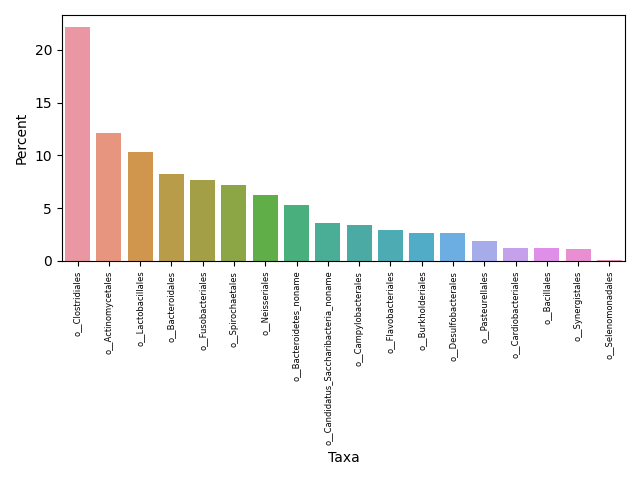 20
15
10
5
0
Percent
o__Clostridiales
o__Actinomycetales
o__Lactobacillales
o__Bacteroidales
o__Fusobacteriales
o__Spirochaetales
o__Neisseriales
o__Bacteroidetes_noname
o__Candidatus_Saccharibacteria_noname
o__Campylobacterales
o__Flavobacteriales
o__Burkholderiales
o__Desulfobacterales
o__Pasteurellales
o__Cardiobacteriales
o__Bacillales
o__Synergistales
o__Selenomonadales
Taxa